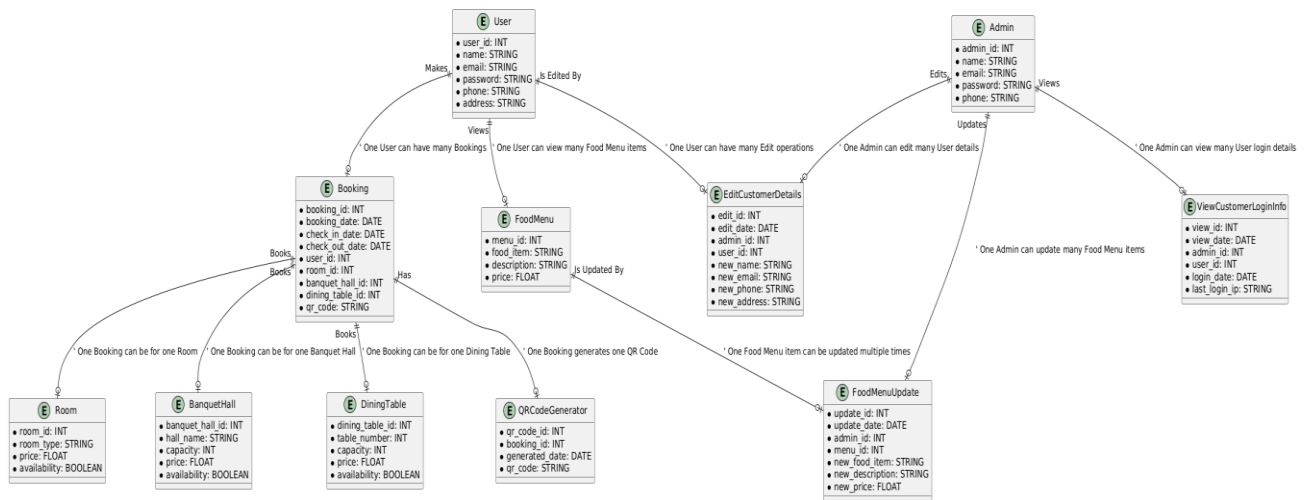 E User
user_id: INT
name: STRING
email: STRING
password: STRING
phone: STRING
address: STRING
E Admin
admin_id: INT
name: STRING
email: STRING
password: STRING
phone: STRING
Makes
Is Edited By
Views
Edits
Updates
Views
' One User can have many Bookings
' One User can view many Food Menu items
' One User can have many Edit operations
' One Admin can edit many User details
' One Admin can view many User login details
E Booking
booking_id: INT
booking_date: DATE
check_in_date: DATE
check_out_date: DATE
user_id: INT
room_id: INT
banquet_hall_id: INT
dining_table_id: INT
qr_code: STRING
E FoodMenu
menu_id: INT
food_item: STRING
description: STRING
price: FLOAT
E EditCustomerDetails
edit_id: INT
edit_date: DATE
admin_id: INT
user_id: INT
new_name: STRING
new_email: STRING
new_phone: STRING
new_address: STRING
E ViewCustomerLoginInfo
view_id: INT
view_date: DATE
admin_id: INT
user_id: INT
login_date: DATE
last_login_ip: STRING
' One Admin can update many Food Menu items
Books
Books
Has
Is Updated By
Books
' One Booking can be for one Room
' One Booking can be for one Banquet Hall
' One Booking can be for one Dining Table
' One Booking generates one QR Code
' One Food Menu item can be updated multiple times
E Room
room_id: INT
room_type: STRING
price: FLOAT
availability: BOOLEAN
E BanquetHall
banquet_hall_id: INT
hall_name: STRING
capacity: INT
price: FLOAT
availability: BOOLEAN
E DiningTable
dining_table_id: INT
table_number: INT
capacity: INT
price: FLOAT
availability: BOOLEAN
E QRCodeGenerator
qr_code_id: INT
booking_id: INT
generated_date: DATE
qr_code: STRING
E FoodMenuUpdate
update_id: INT
update_date: DATE
admin_id: INT
menu_id: INT
new_food_item: STRING
new_description: STRING
new_price: FLOAT